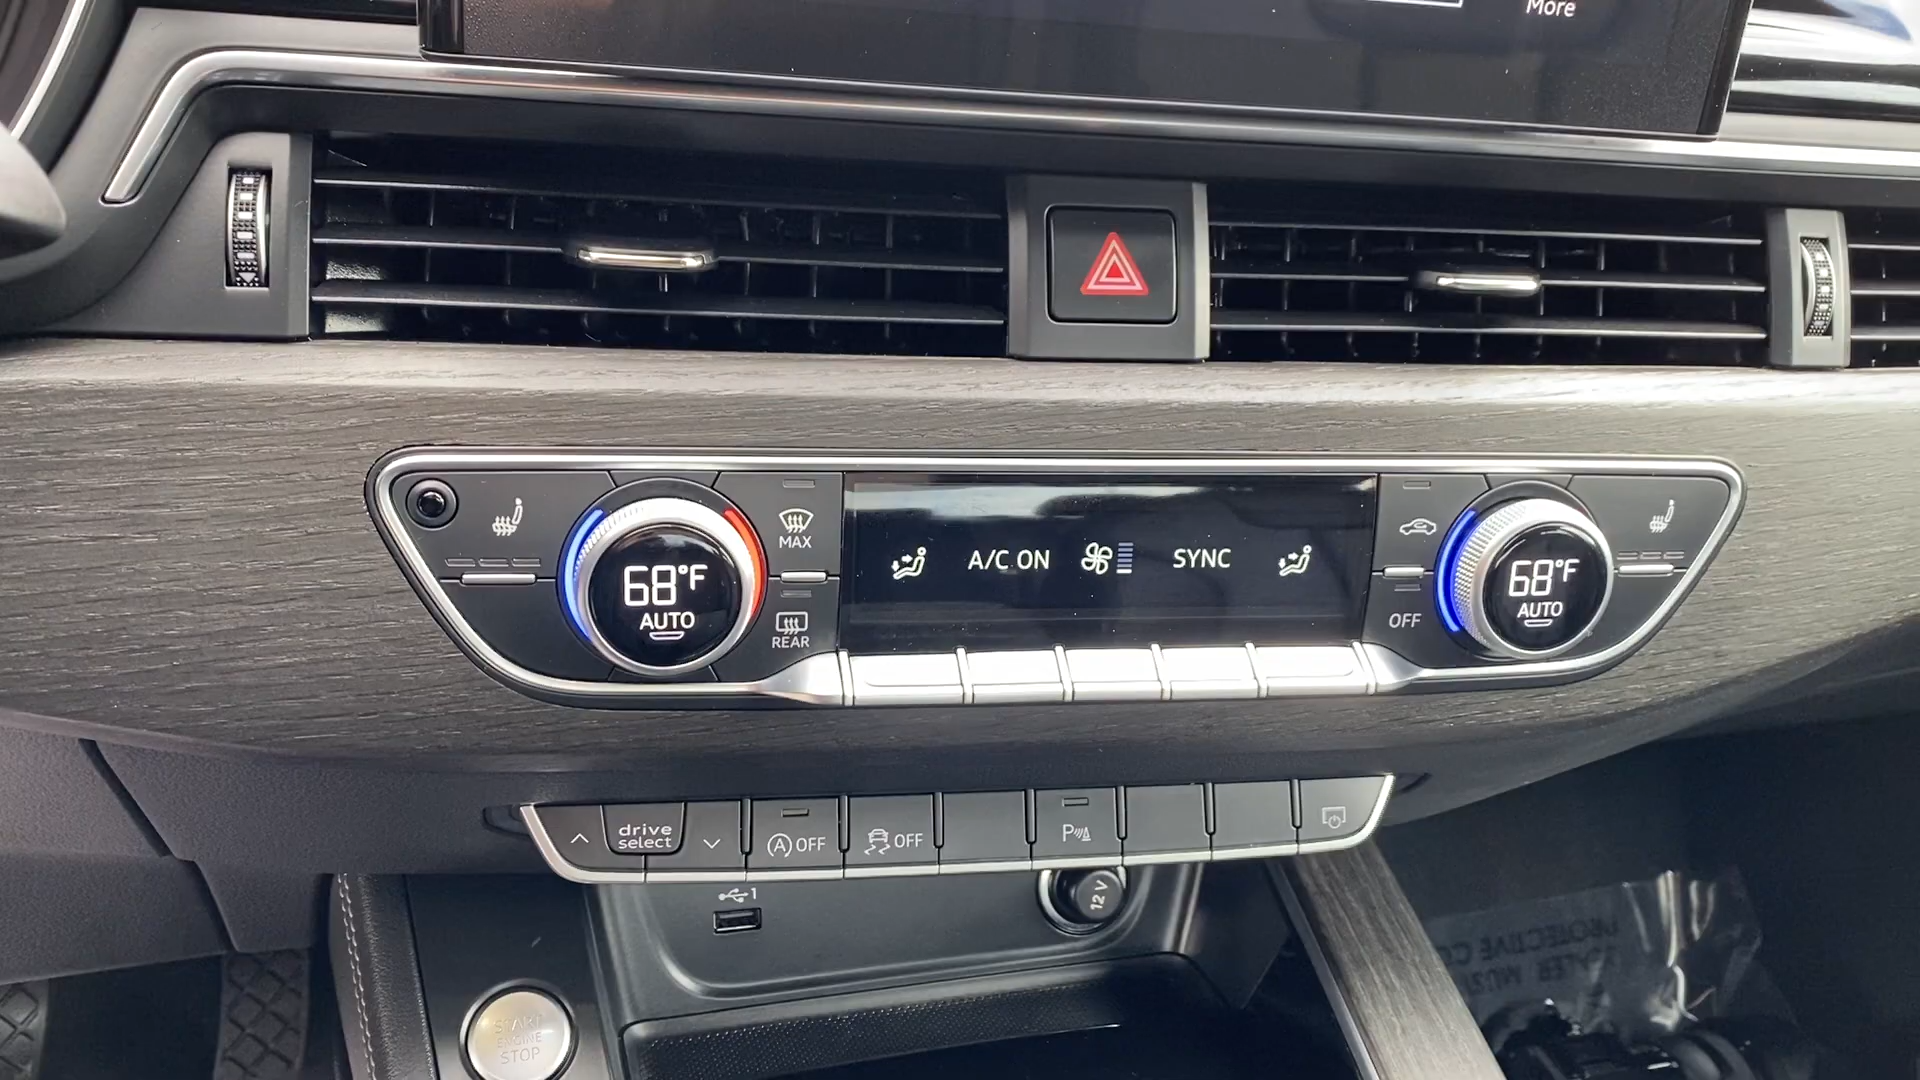 More
MAX
68°F
AUTO
A/C ON
SYNC
68°F
AUTO
REAR
OFF
drive
select
A OFF
OFF
P
1
12 V
START
ENGINE
STOP